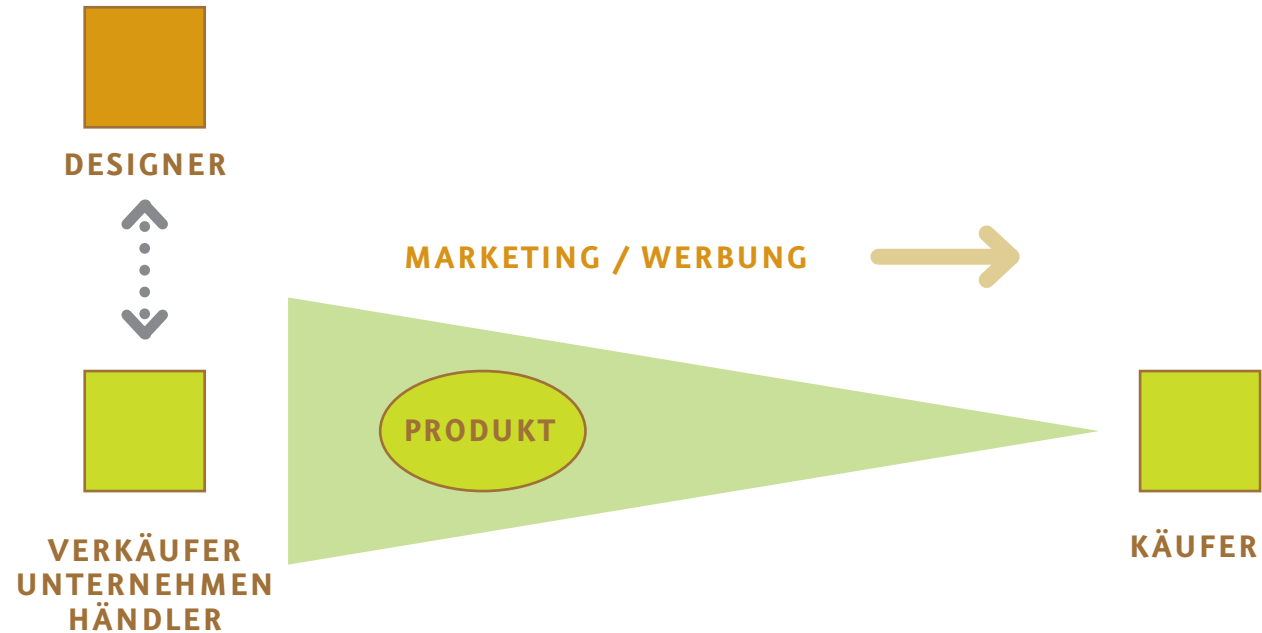 DESIGNER
MARKETING / WERBUNG
PRODUKT
VERKÄUFER
UNTERNEHMEN
HÄNDLER
KÄUFER